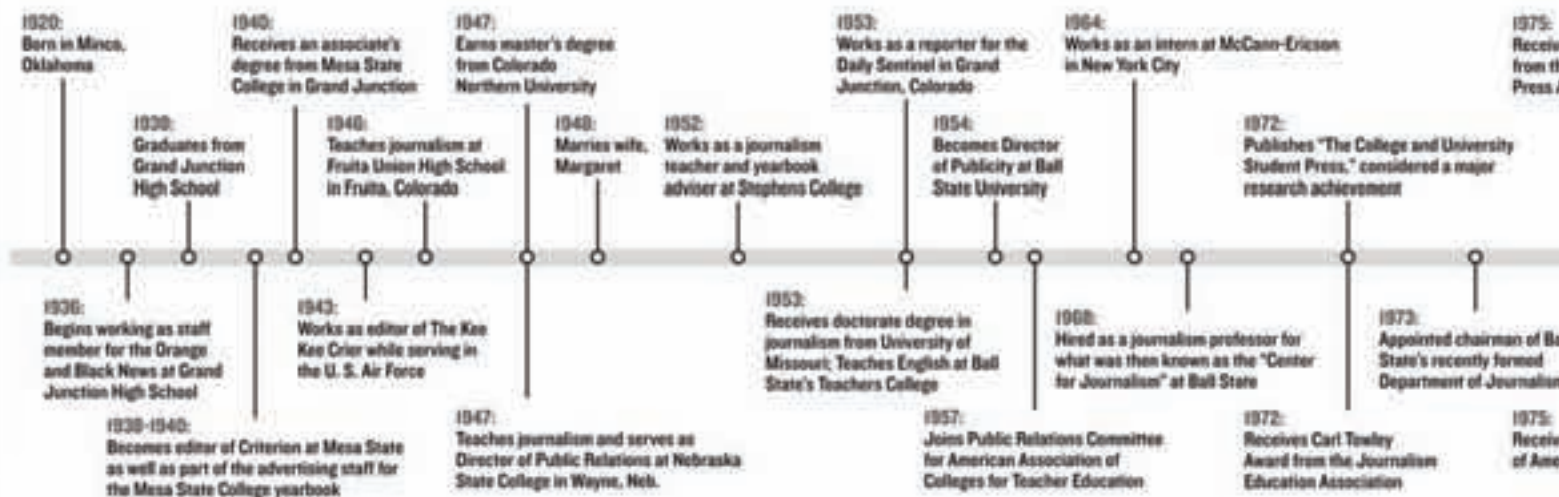 1920:
Born in Minco,
Oklahoma
1936:
Begins working as staff
member for the Orange
and Black News at Grand
Junction High School
1938:
Graduates from
Grand Junction
High School
1938-1940:
Becomes editor of Criterion at Mesa State
as well as part of the advertising staff for
the Mesa State College yearbook
1940:
Receives an associate's
degree from Mesa State
College in Grand Junction
1943:
Works as editor of The Kee
Kee Crier while serving in
the U. S. Air Force
1946:
Teaches journalism at
Fruita Union High School
in Fruita, Colorado
1947:
Earns master's degree
from Colorado
Northern University
1947:
Teaches journalism and serves as
Director of Public Relations at Nebraska
State College in Wayne, Neb.
1948:
Marries wife,
Margaret
1952:
Works as a journalism
teacher and yearbook
adviser at Stephens College
1953:
Works as a reporter for the
Daily Sentinel in Grand
Junction, Colorado
1953:
Receives doctorate degree in
journalism from University of
Missouri; Teaches English at Ball
State's Teachers College
1954:
Becomes Director
of Publicity at Ball
State University
1957:
Joins Public Relations Committee
for American Association of
Colleges for Teacher Education
1964:
Works as an intern at McCann-Ericson
in New York City
1968:
Hired as a journalism professor for
what was then known as the "Center
for Journalism" at Ball State
1972:
Publishes "The College and University
Student Press," considered a major
research achievement
1972:
Receives Carl Towley
Award from the Journalism
Education Association
1973:
Appointed chairman of Ba
State's recently formed
Department of Journalism
1975:
Receiv
from th
Press
1975:
Receiv
of Ame